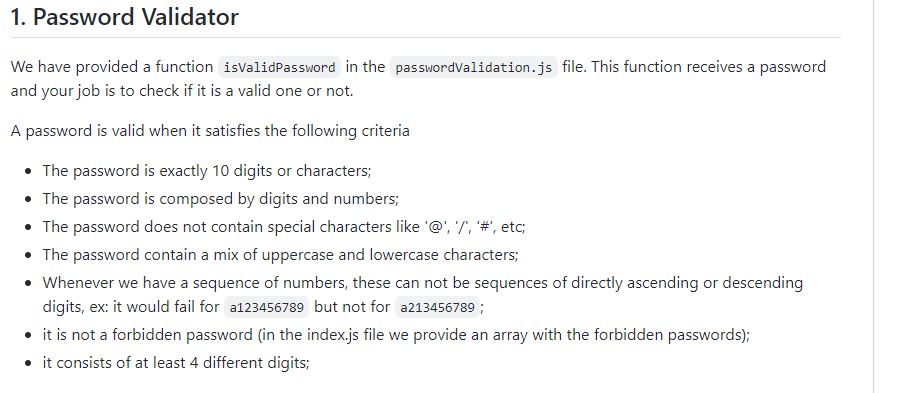 1. Password Validator
We have provided a function isValidPassword in the passwordValidation.js file. This function receives a password
and your job is to check if it is a valid one or not.
A password is valid when it satisfies the following criteria
• The password is exactly 10 digits or characters;
• The password is composed by digits and numbers;
• The password does not contain special characters like '@', '/', '#', etc;
• The password contain a mix of uppercase and lowercase characters;
• Whenever we have a sequence of numbers, these can not be sequences of directly ascending or descending
digits, ex: it would fail for a123456789 but not for a213456789;
• it is not a forbidden password (in the index.js file we provide an array with the forbidden passwords);
• it consists of at least 4 different digits;